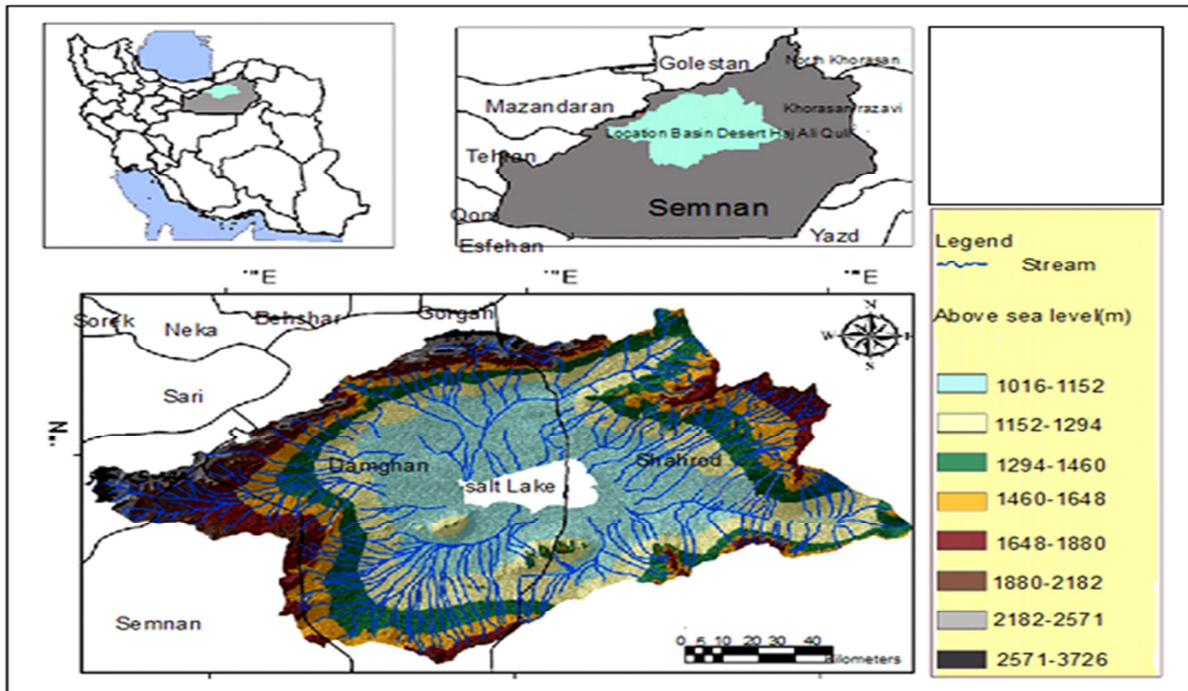 Golestan
North Khorasan
Mazandaran
Khorasan razavi
Location Basin Desert Haj Ali Quli
Tehran
Semnan
Qom
Esfehan
Yazd
Legend
Stream
Above sea level(m)
1016-1152
1152-1294
1294-1460
1460-1648
1648-1880
1880-2182
2182-2571
2571-3726
°'"E °'"E °'"E
Sorek
Neka
Behshar
Gorgan
N
W
E
S
Sari
Damghan
Shahrod
salt Lake
Semnan
0 5 10 20 30 40
Kilometers